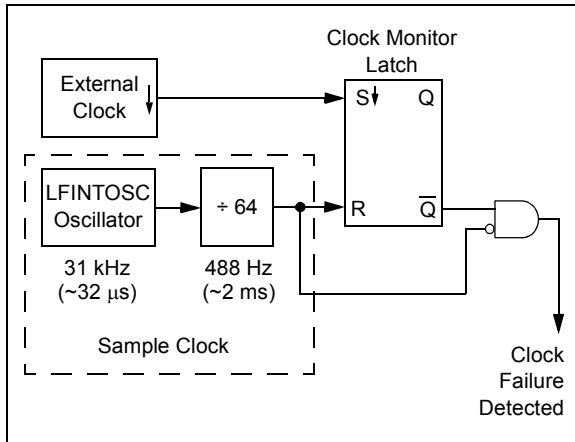 Clock Monitor
Latch
External
Clock
S
Q
LFINTOSC
Oscillator
÷ 64
R
Q̅
31 kHz
(~32 μs)
488 Hz
(~2 ms)
Sample Clock
Clock
Failure
Detected